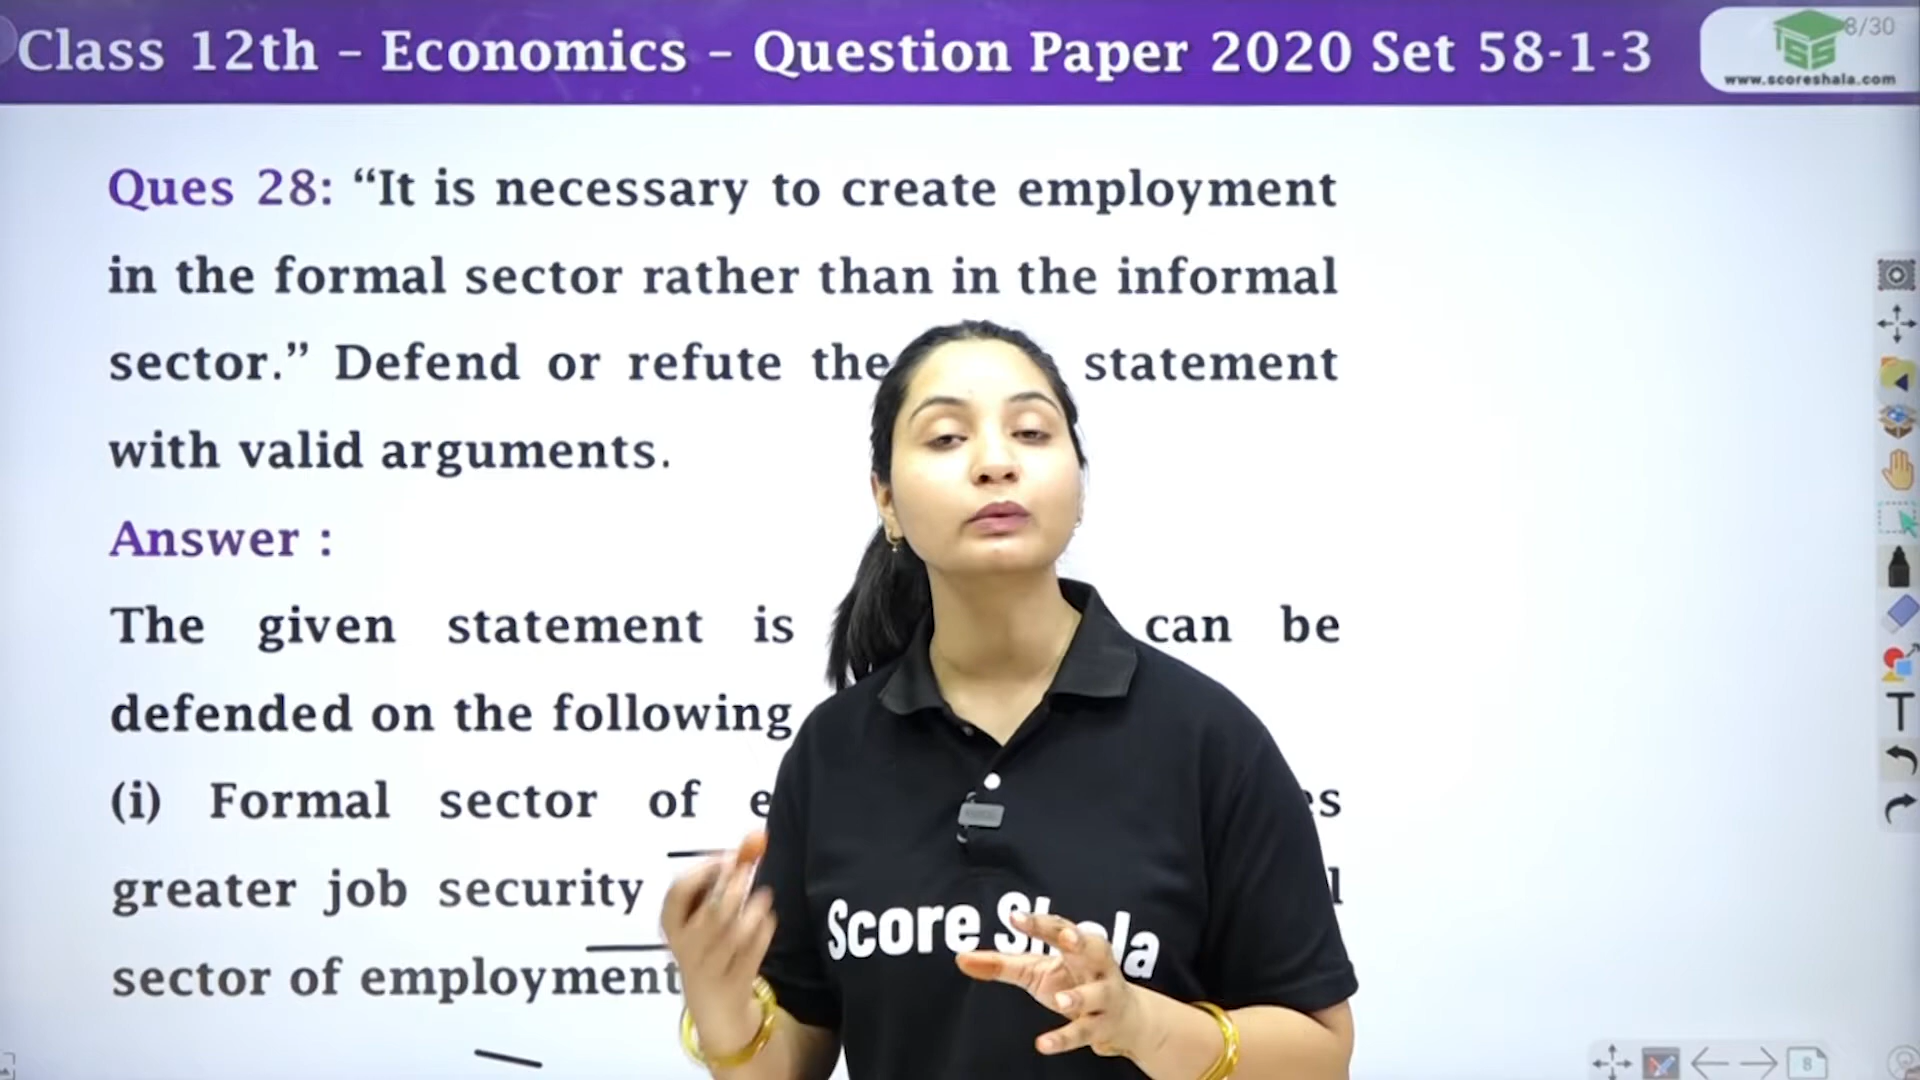 Class 12th – Economics – Question Paper 2020 Set 58-1-3
8/30
SS
www.scoreshala.com
Ques 28: “It is necessary to create employment
in the formal sector rather than in the informal
sector.” Defend or refute the statement
with valid arguments.
Answer :
The given statement is can be
defended on the following
(i) Formal sector of
greater job security
sector of employment
Score Shala
T
8